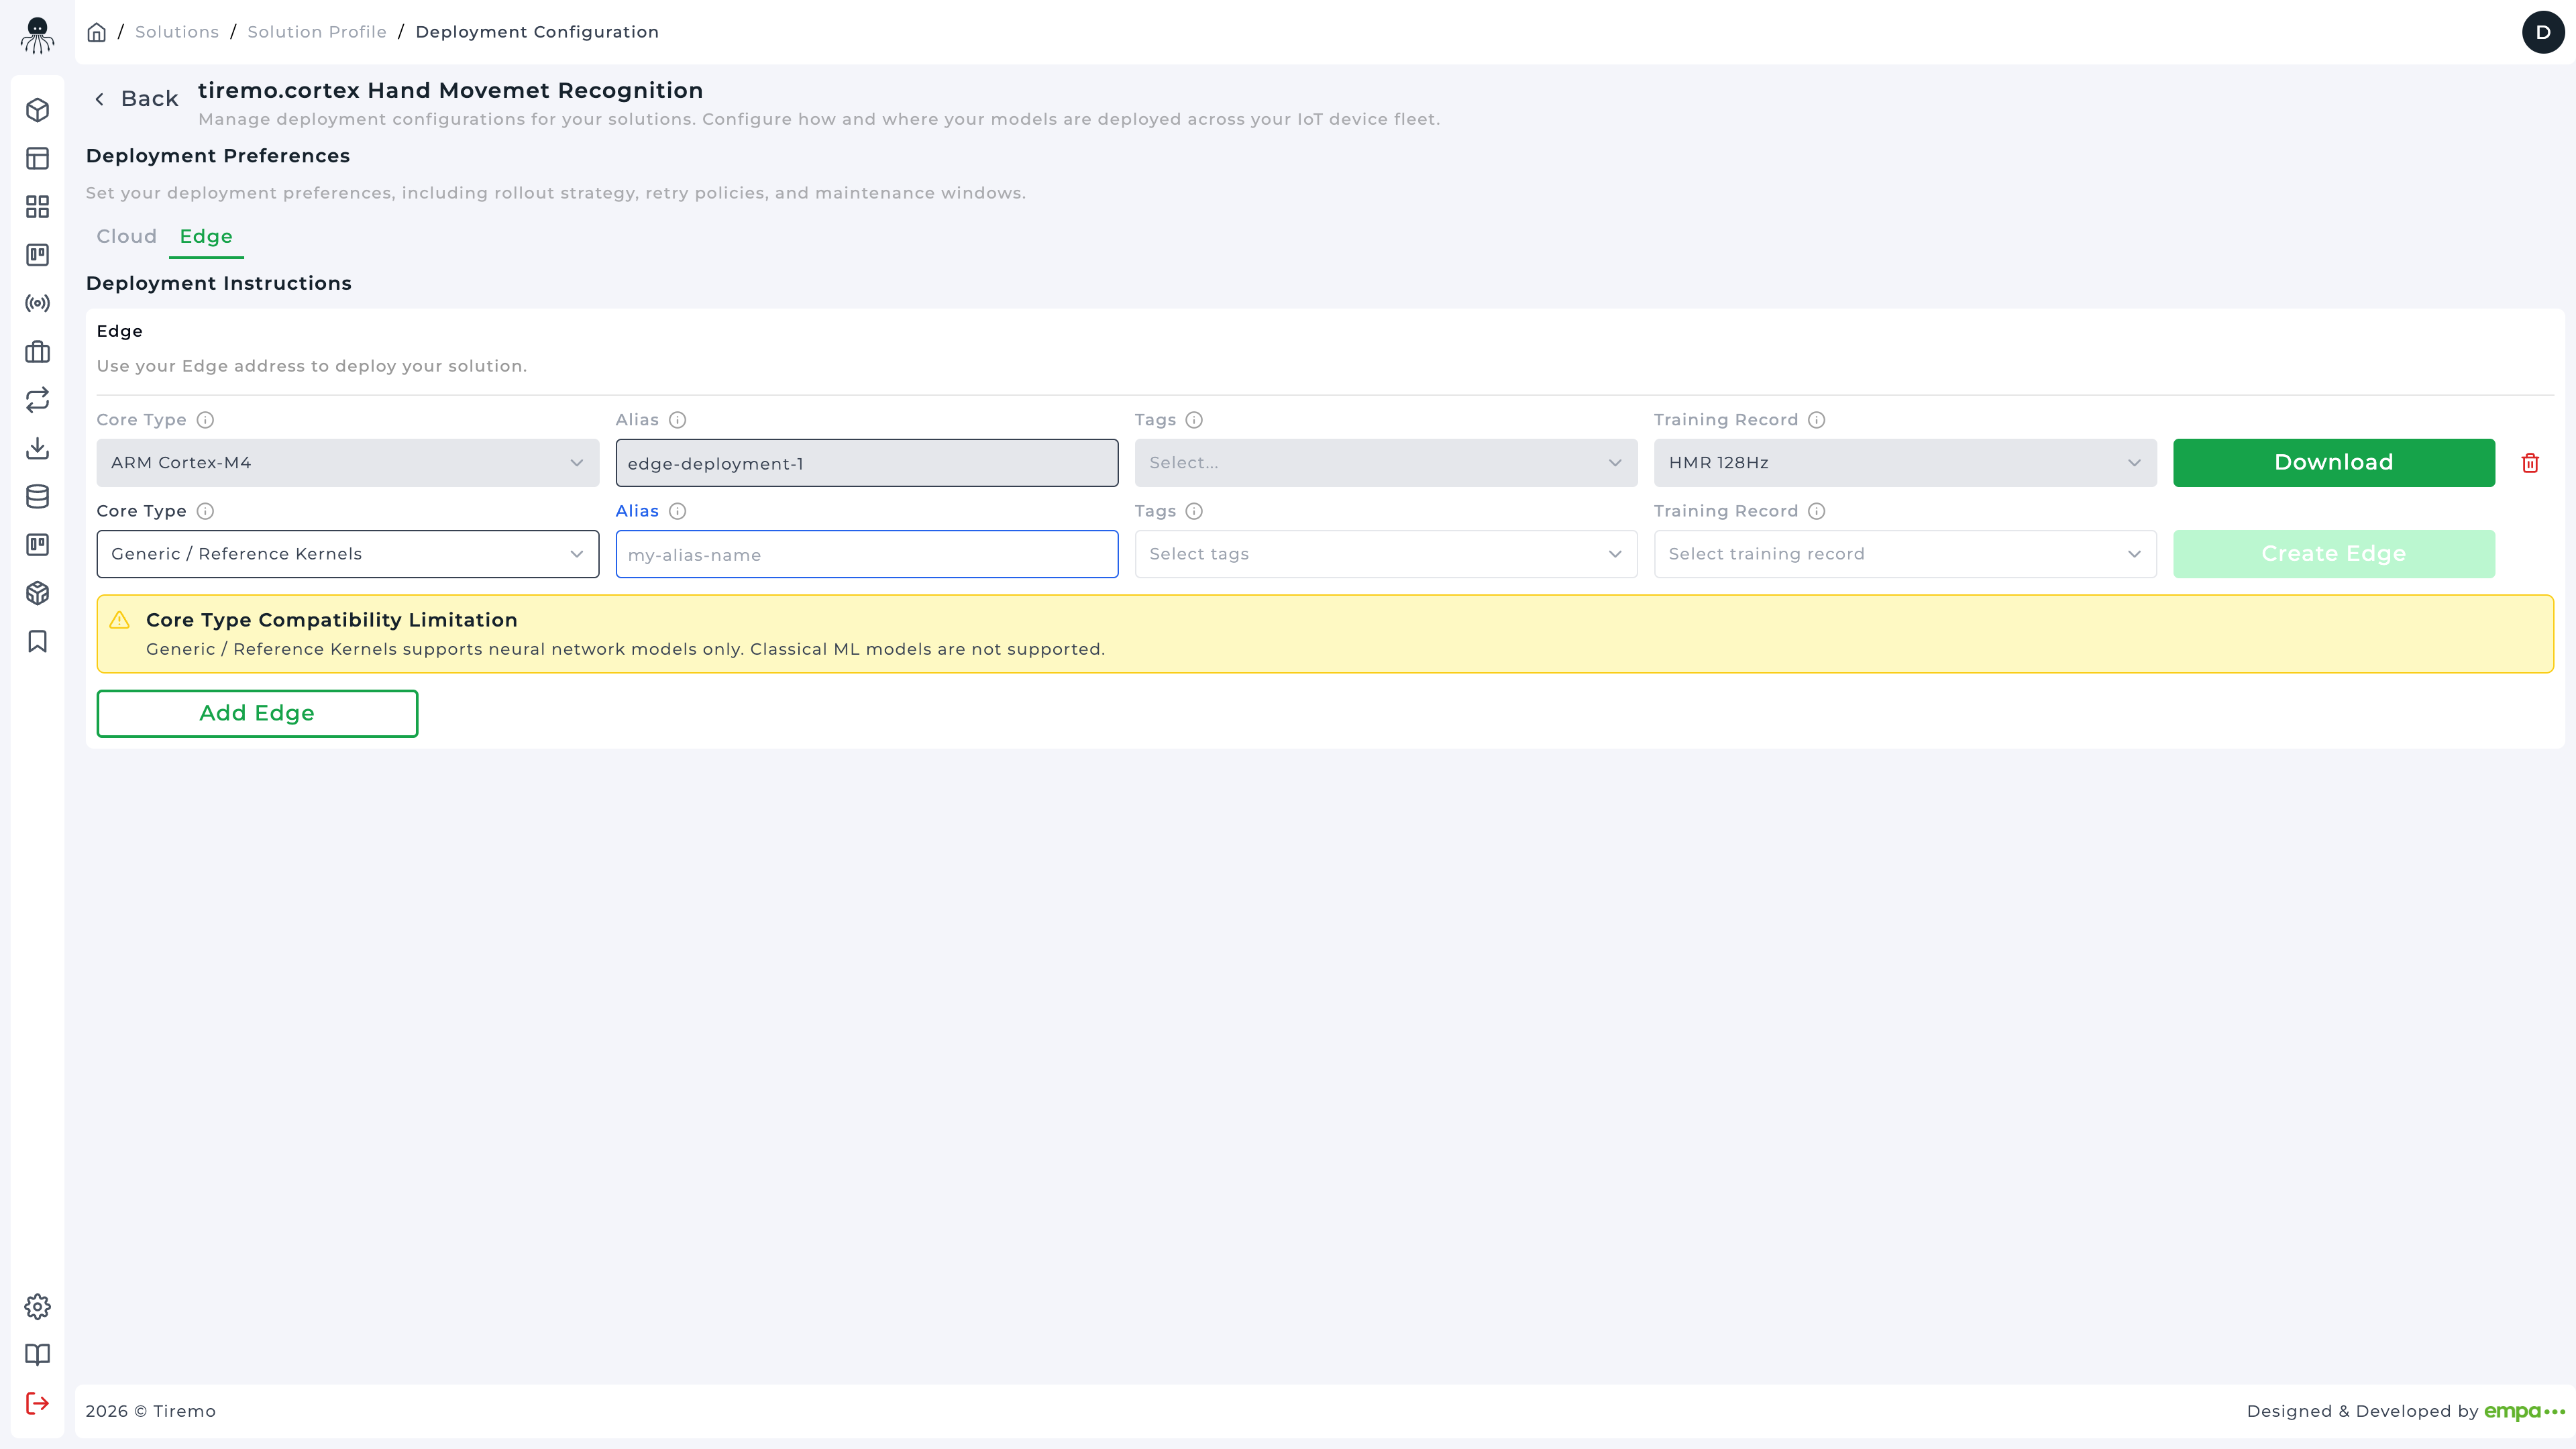 / Solutions / Solution Profile / Deployment Configuration
D
Back
tiremo.cortex Hand Movemet Recognition
Manage deployment configurations for your solutions. Configure how and where your models are deployed across your IoT device fleet.
Deployment Preferences
Set your deployment preferences, including rollout strategy, retry policies, and maintenance windows.
Cloud Edge
Deployment Instructions
Edge
Use your Edge address to deploy your solution.
Core Type Alias Tags Training Record
ARM Cortex-M4 edge-deployment-1 Select... HMR 128Hz Download
Core Type Alias Tags Training Record
Generic / Reference Kernels my-alias-name Select tags Select training record Create Edge
Core Type Compatibility Limitation
Generic / Reference Kernels supports neural network models only. Classical ML models are not supported.
Add Edge
2026 © Tiremo Designed & Developed by empa